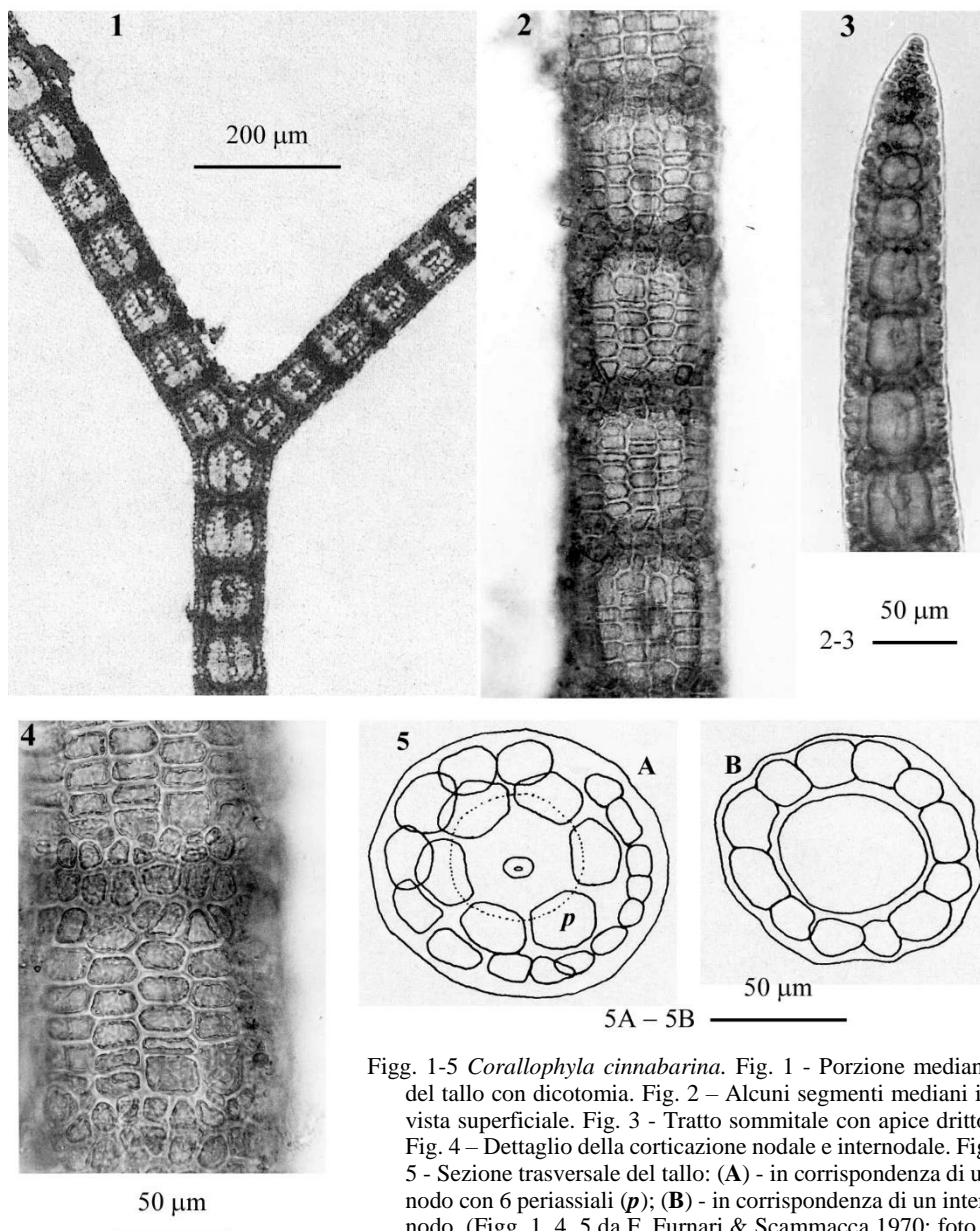 1
2
3
200 µm
50 µm
2-3
4
5
A
B
p
50 µm
5A – 5B
50 µm
Figg. 1-5 Corallophyla cinnabarina. Fig. 1 - Porzione median
del tallo con dicotomia. Fig. 2 – Alcuni segmenti mediani i
vista superficiale. Fig. 3 - Tratto sommitale con apice dritto
Fig. 4 – Dettaglio della corticazione nodale e internodale. Fig
5 - Sezione trasversale del tallo: (A) - in corrispondenza di u
nodo con 6 periassiali (p); (B) - in corrispondenza di un inter
nodo. (Figg. 1, 4, 5 da F. Furnari & Scammacca 1970; foto